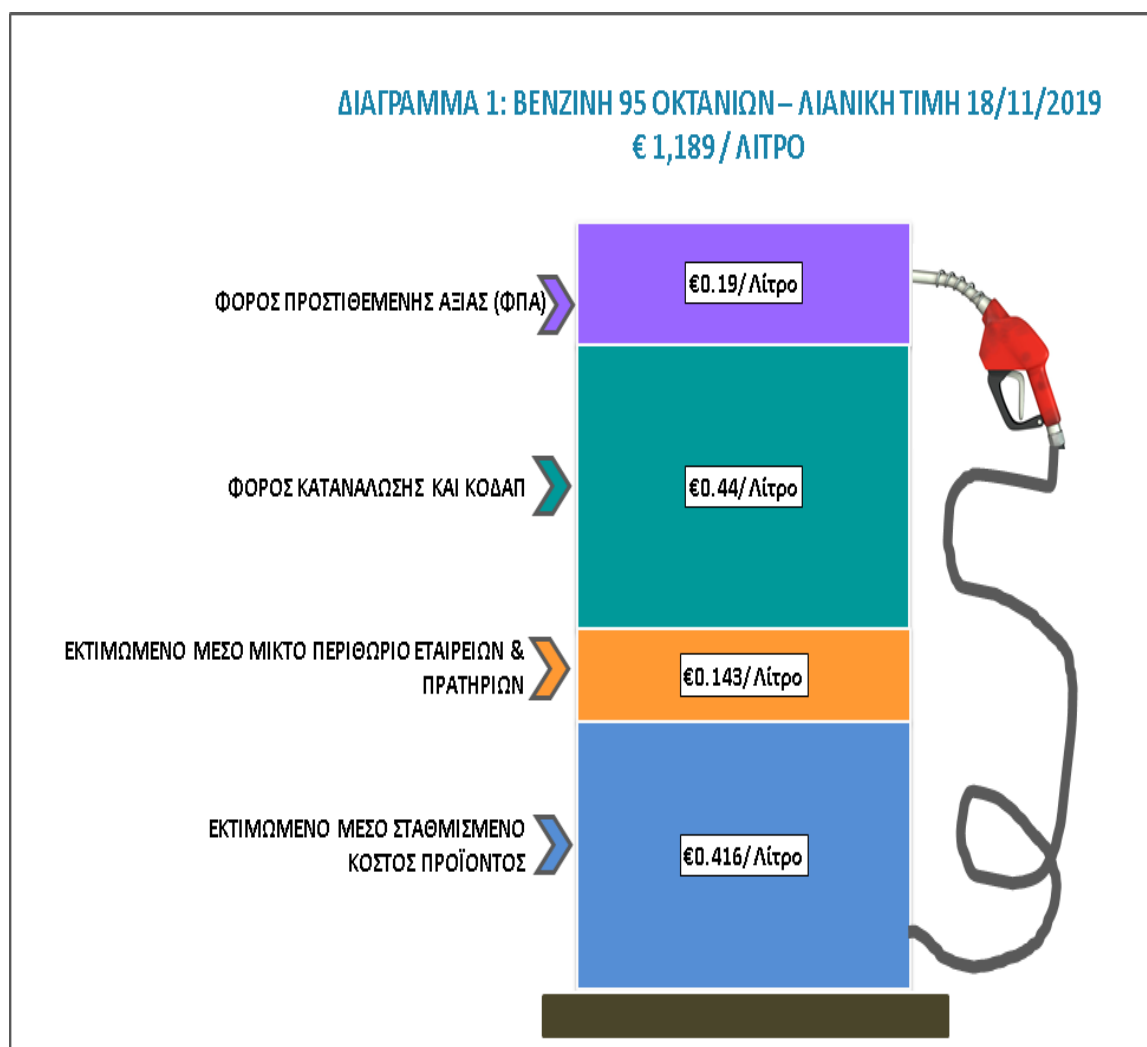 ΔΙΑΓΡΑΜΜΑ 1: ΒΕΝΖΙΝΗ 95 ΟΚΤΑΝΙΩΝ – ΛΙΑΝΙΚΗ ΤΙΜΗ 18/11/2019
€ 1,189 / ΛΙΤΡΟ
€0.19/ Λίτρο
ΦΟΡΟΣ ΠΡΟΣΤΙΘΕΜΕΝΗΣ ΑΞΙΑΣ (ΦΠΑ)
ΦΟΡΟΣ ΚΑΤΑΝΑΛΩΣΗΣ ΚΑΙ ΚΟΔΑΠ
€0.44/ Λίτρο
ΕΚΤΙΜΩΜΕΝΟ ΜΕΣΟ ΜΙΚΤΟ ΠΕΡΙΘΩΡΙΟ ΕΤΑΙΡΕΙΩΝ &
ΠΡΑΤΗΡΙΩΝ
€0.143/ Λίτρο
ΕΚΤΙΜΩΜΕΝΟ ΜΕΣΟ ΣΤΑΘΜΙΣΜΕΝΟ
ΚΟΣΤΟΣ ΠΡΟΪΟΝΤΟΣ
€0.416/ Λίτρο